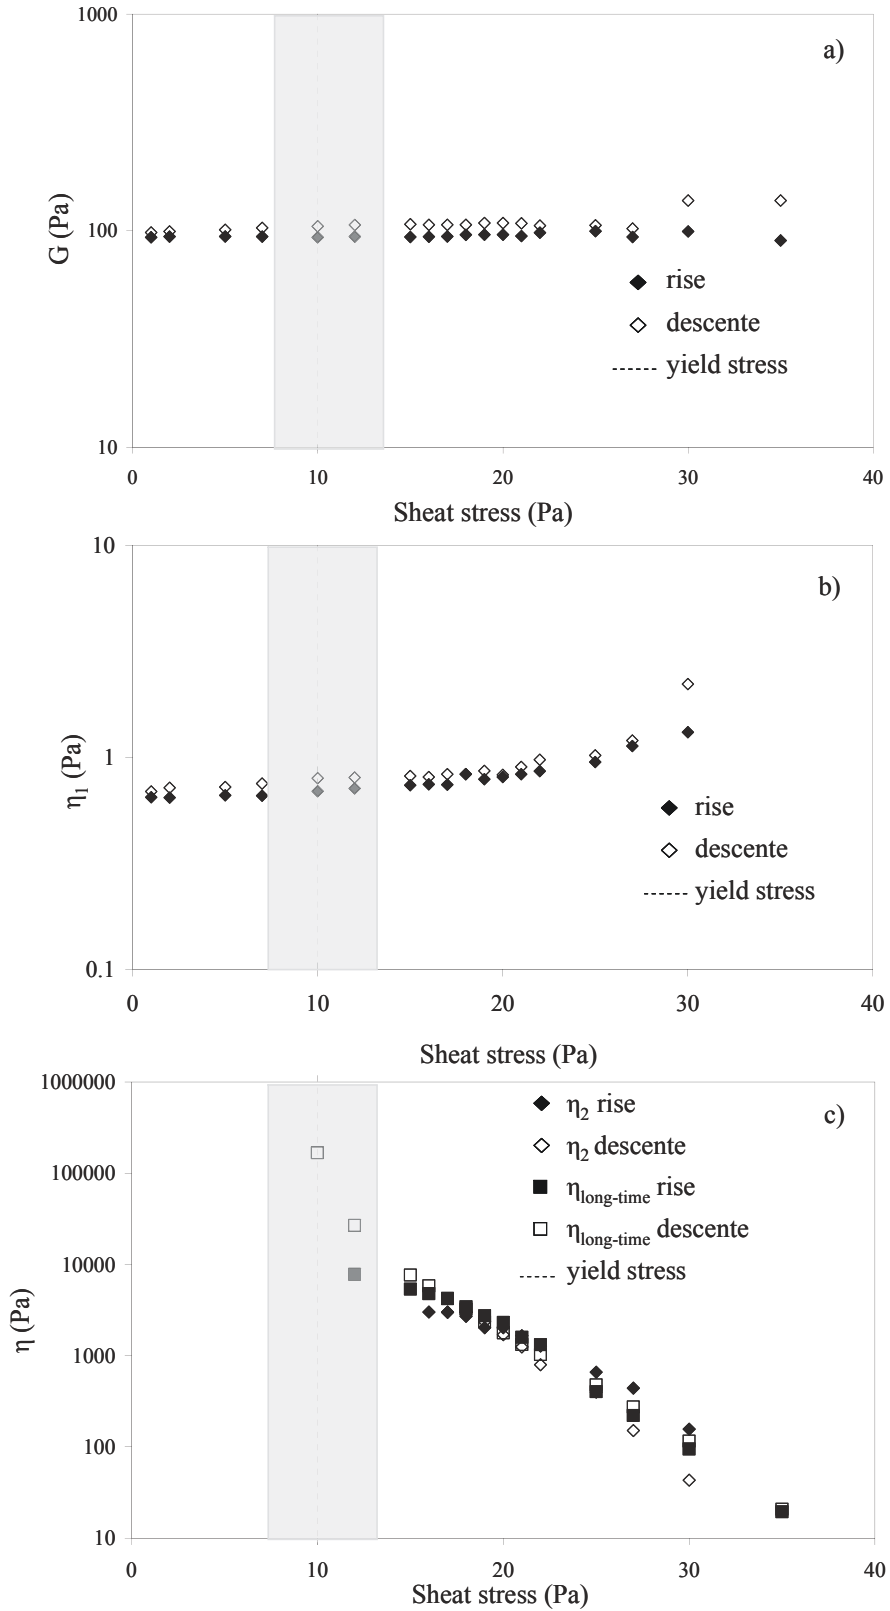 1000
a)
G (Pa)
100
rise
descente
yield stress
10
0 10 20 30 40
Sheat stress (Pa)
10
b)
η1 (Pa)
1
rise
descente
yield stress
0.1
0 10 20 30 40
Sheat stress (Pa)
1000000
η2 rise
c)
η2 descente
100000
ηlong-time rise
ηlong-time descente
10000
yield stress
η (Pa)
1000
100
10
0 10 20 30 40
Sheat stress (Pa)